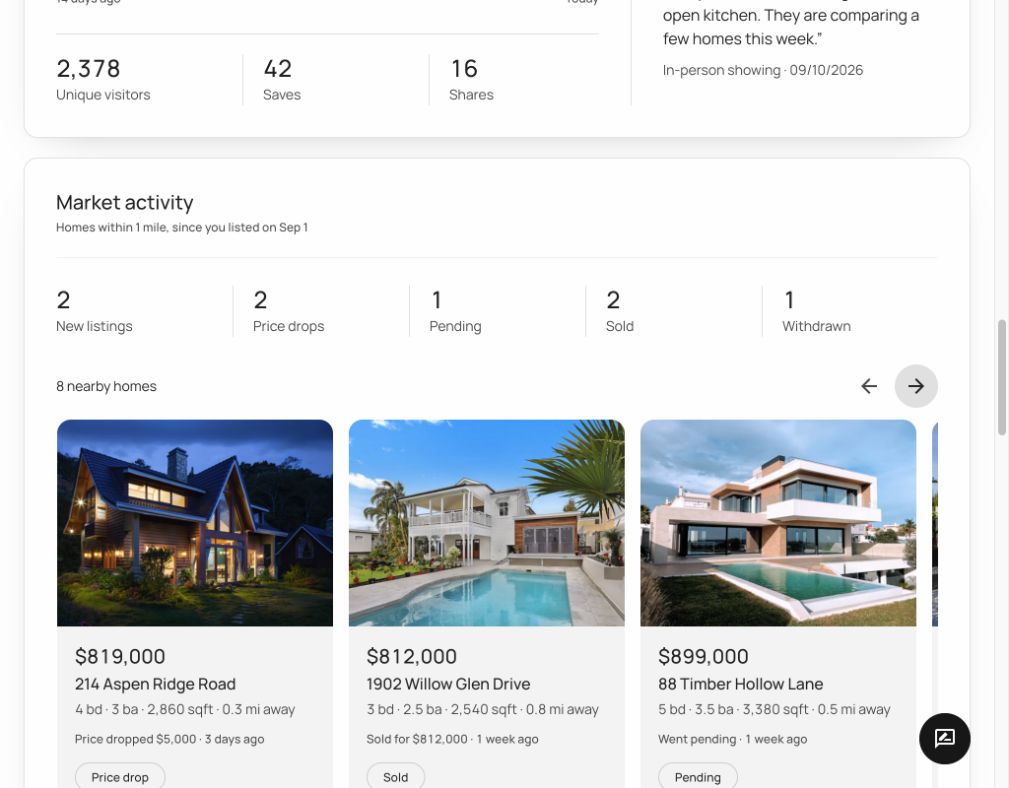 14 days ago
Today
open kitchen. They are comparing a
few homes this week.”
In-person showing · 09/10/2026
2,378
Unique visitors
42
Saves
16
Shares
Market activity
Homes within 1 mile, since you listed on Sep 1
2
New listings
2
Price drops
1
Pending
2
Sold
1
Withdrawn
8 nearby homes
$819,000
214 Aspen Ridge Road
4 bd · 3 ba · 2,860 sqft · 0.3 mi away
Price dropped $5,000 · 3 days ago
Price drop
$812,000
1902 Willow Glen Drive
3 bd · 2.5 ba · 2,540 sqft · 0.8 mi away
Sold for $812,000 · 1 week ago
Sold
$899,000
88 Timber Hollow Lane
5 bd · 3.5 ba · 3,380 sqft · 0.5 mi away
Went pending · 1 week ago
Pending